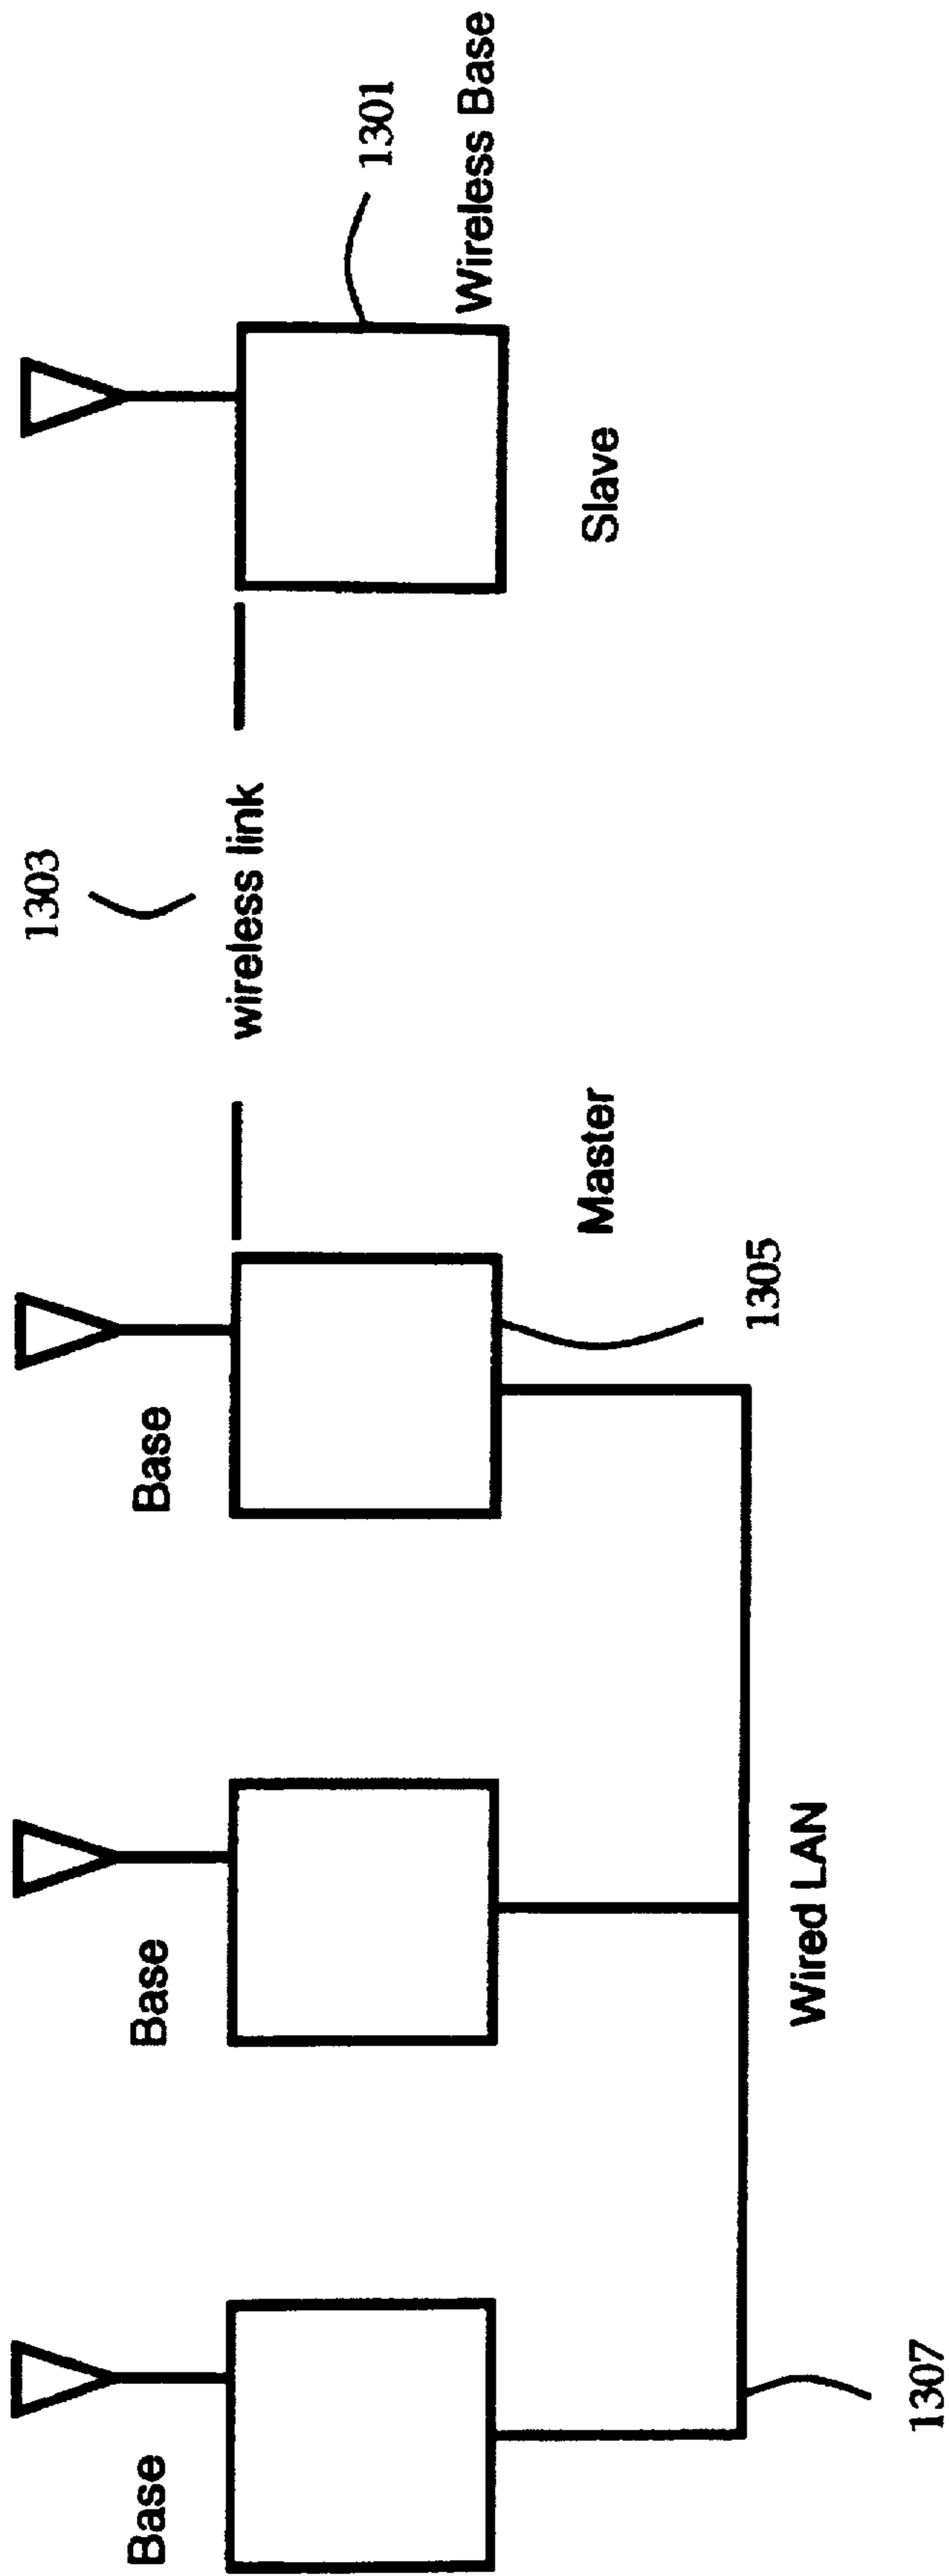 1303
wireless link
1301
Base
Base
Base
Wireless Base
Master
Slave
1305
Wired LAN
1307